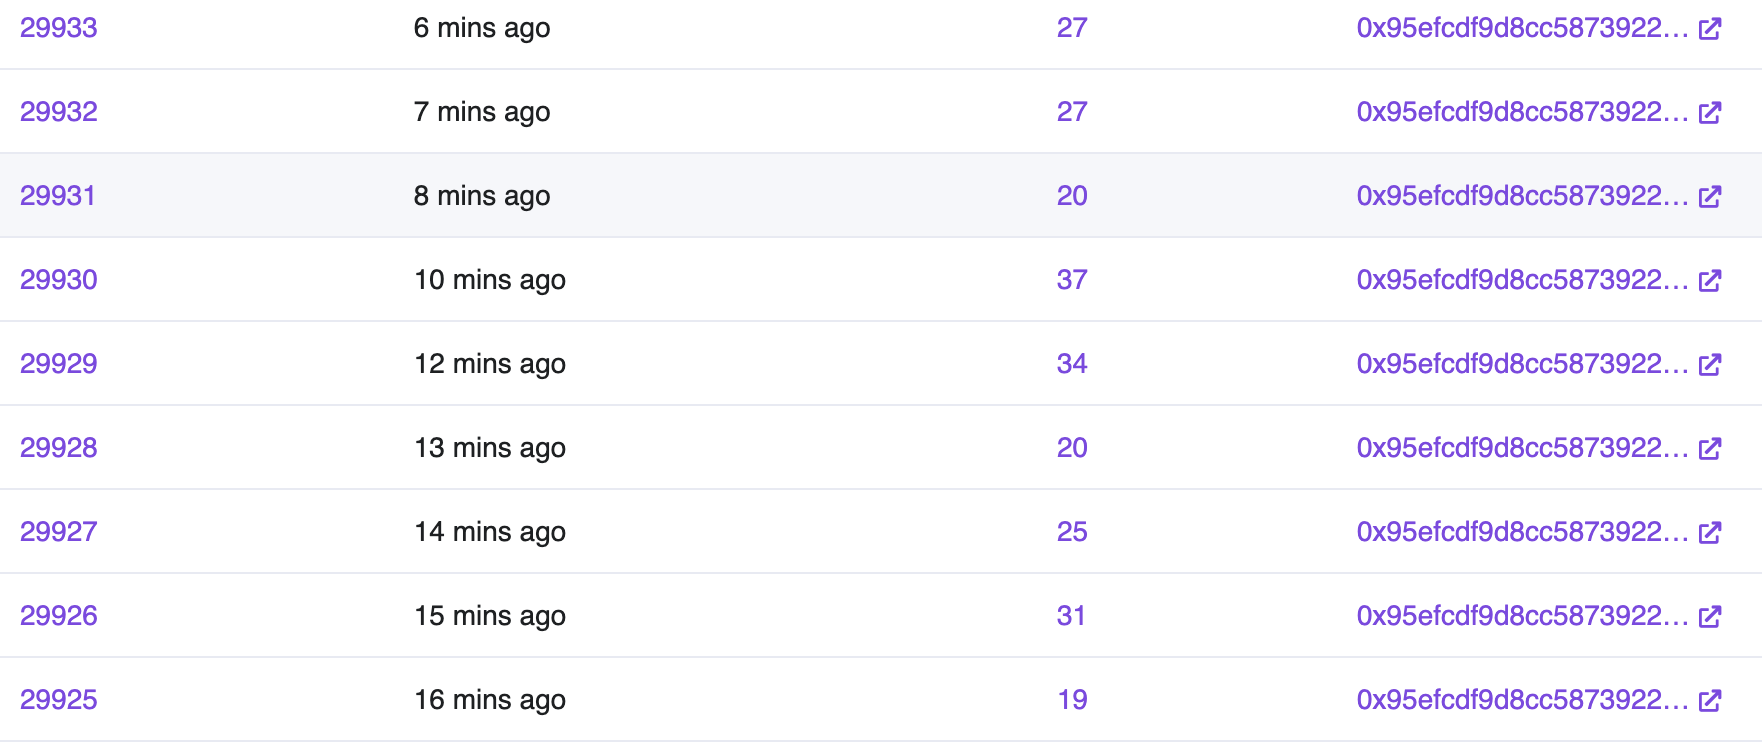 29933 6 mins ago 27 0x95efcdf9d8cc5873922...
29932 7 mins ago 27 0x95efcdf9d8cc5873922...
29931 8 mins ago 20 0x95efcdf9d8cc5873922...
29930 10 mins ago 37 0x95efcdf9d8cc5873922...
29929 12 mins ago 34 0x95efcdf9d8cc5873922...
29928 13 mins ago 20 0x95efcdf9d8cc5873922...
29927 14 mins ago 25 0x95efcdf9d8cc5873922...
29926 15 mins ago 31 0x95efcdf9d8cc5873922...
29925 16 mins ago 19 0x95efcdf9d8cc5873922...